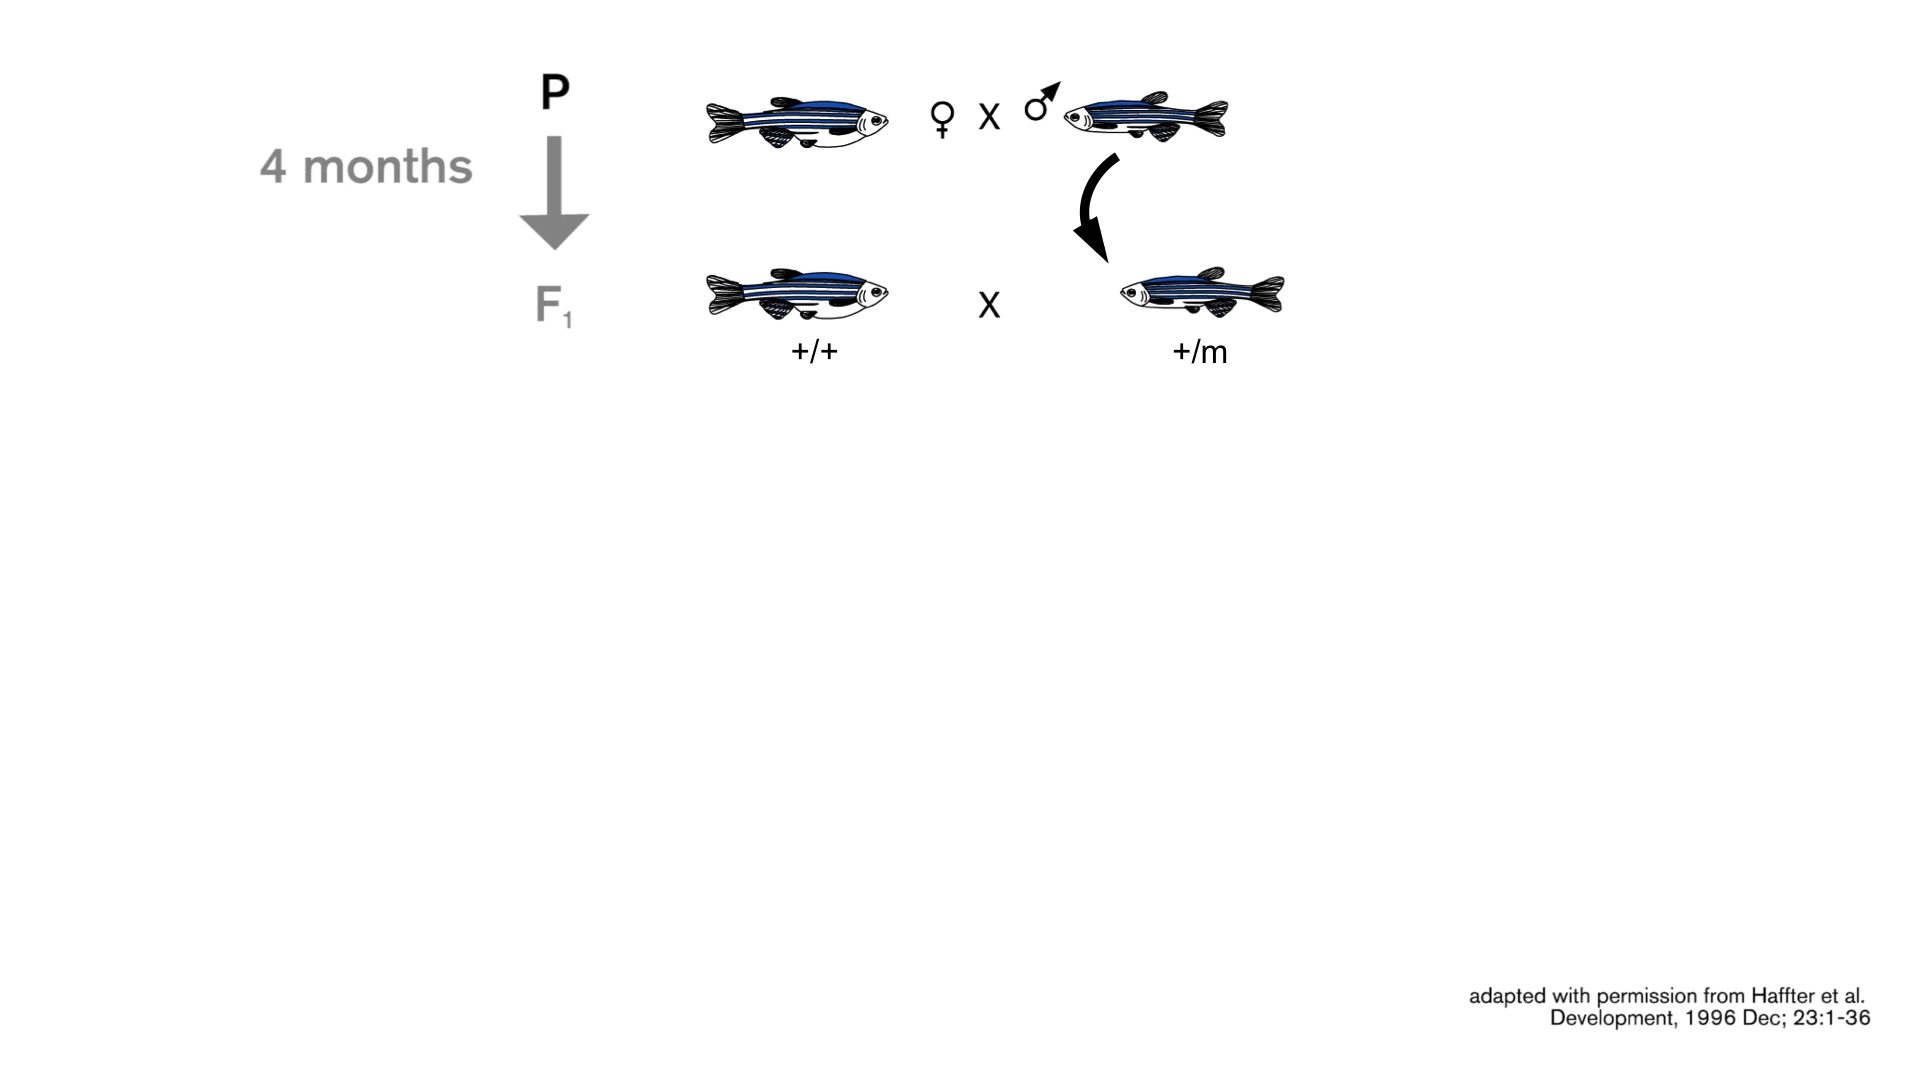 P
♀ X ♂
4 months
F₁
X
+/+
+/m
adapted with permission from Haffter et al.
Development, 1996 Dec; 23:1-36